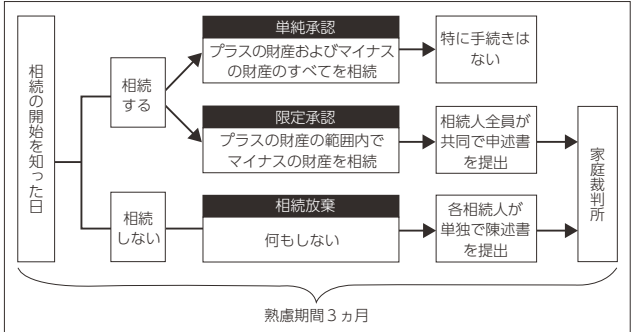 相続の開始を知った日
相続
する
単純承認
プラスの財産およびマイナス
の財産のすべてを相続
特に手続きは
ない
限定承認
プラスの財産の範囲内で
マイナスの財産を相続
相続人全員が
共同で申述書
を提出
相続
しない
相続放棄
何もしない
各相続人が
単独で陳述書
を提出
家庭裁判所
熟慮期間3ヵ月